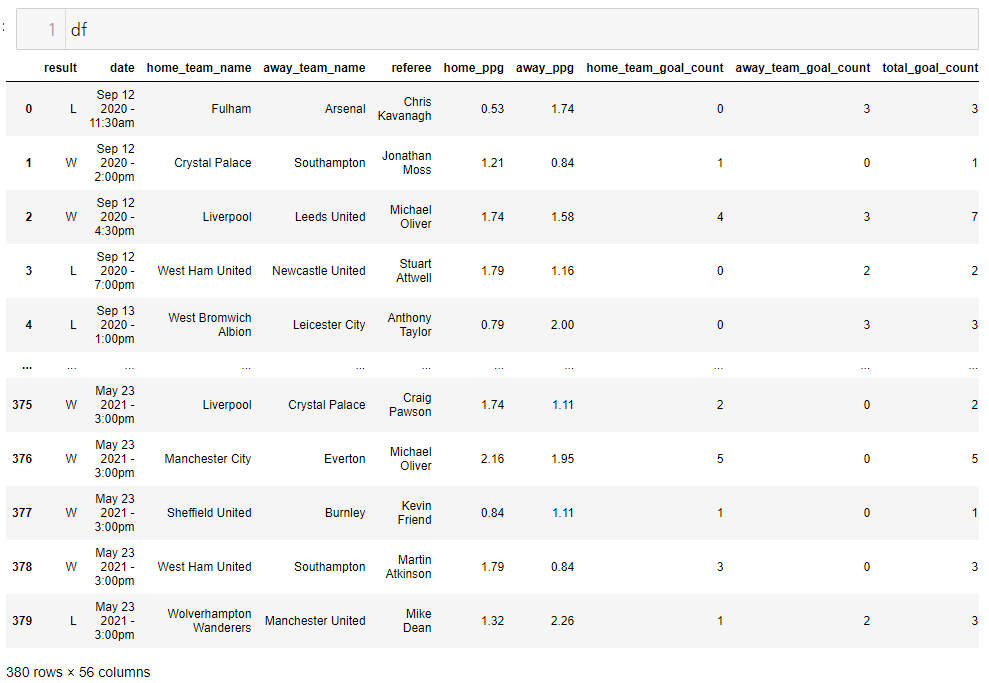 1 df
result date home_team_name away_team_name referee home_ppg away_ppg home_team_goal_count away_team_goal_count total_goal_count
0 L Sep 12 2020 - 11:30am Fulham Arsenal Chris Kavanagh 0.53 1.74 0 3 3
1 W Sep 12 2020 - 2:00pm Crystal Palace Southampton Jonathan Moss 1.21 0.84 1 0 1
2 W Sep 12 2020 - 4:30pm Liverpool Leeds United Michael Oliver 1.74 1.58 4 3 7
3 L Sep 12 2020 - 7:00pm West Ham United Newcastle United Stuart Attwell 1.79 1.16 0 2 2
4 L Sep 13 2020 - 1:00pm West Bromwich Albion Leicester City Anthony Taylor 0.79 2.00 0 3 3
... ... ... ... ... ... ... ... ... ... ...
375 W May 23 2021 - 3:00pm Liverpool Crystal Palace Craig Pawson 1.74 1.11 2 0 2
376 W May 23 2021 - 3:00pm Manchester City Everton Michael Oliver 2.16 1.95 5 0 5
377 W May 23 2021 - 3:00pm Sheffield United Burnley Kevin Friend 0.84 1.11 1 0 1
378 W May 23 2021 - 3:00pm West Ham United Southampton Martin Atkinson 1.79 0.84 3 0 3
379 L May 23 2021 - 3:00pm Wolverhampton Wanderers Manchester United Mike Dean 1.32 2.26 1 2 3
380 rows × 56 columns